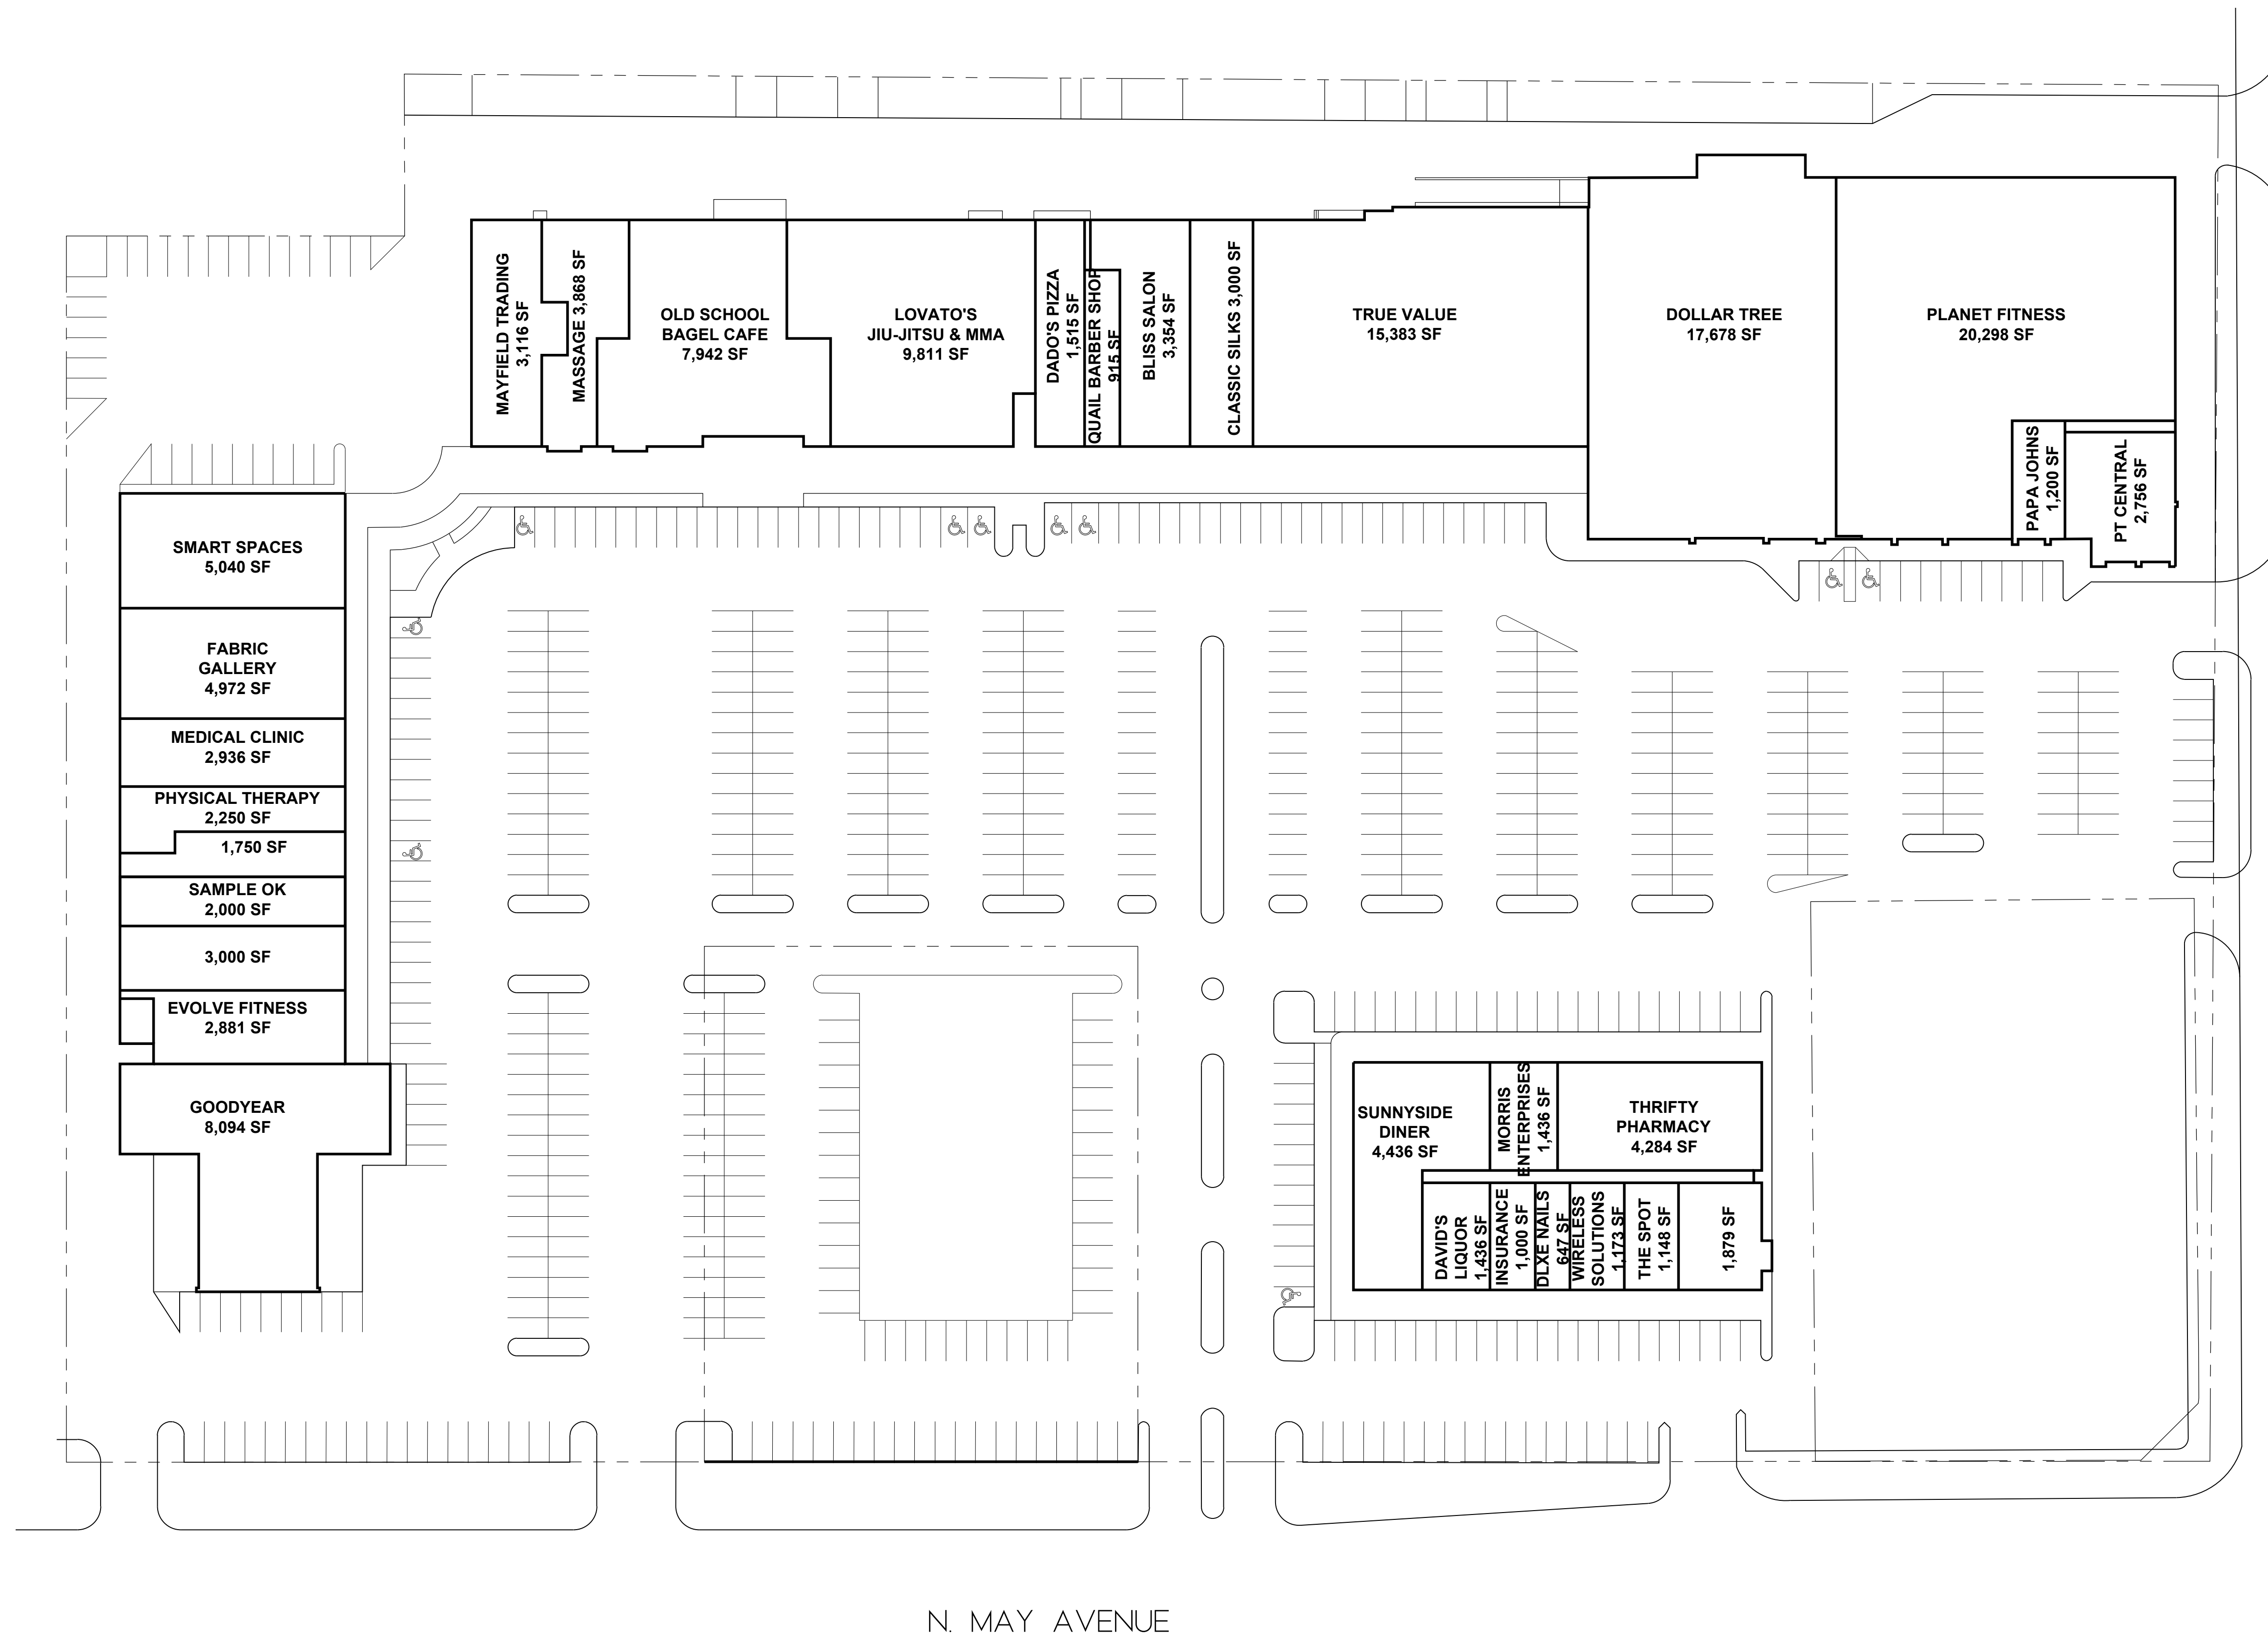 MAYFIELD TRADING
3,116 SF
MASSAGE 3,868 SF
OLD SCHOOL
BAGEL CAFE
7,942 SF
LOVATO'S
JIU-JITSU & MMA
9,811 SF
DADO'S PIZZA
1,515 SF
QUAIL BARBER SHOP
915 SF
BLISS SALON
3,354 SF
CLASSIC SILKS 3,000 SF
TRUE VALUE
15,383 SF
DOLLAR TREE
17,678 SF
PLANET FITNESS
20,298 SF
PAPA JOHNS
1,200 SF
PT CENTRAL
2,756 SF
SMART SPACES
5,040 SF
FABRIC
GALLERY
4,972 SF
MEDICAL CLINIC
2,936 SF
PHYSICAL THERAPY
2,250 SF
1,750 SF
SAMPLE OK
2,000 SF
3,000 SF
EVOLVE FITNESS
2,881 SF
GOODYEAR
8,094 SF
SUNNYSIDE
DINER
4,436 SF
MORRIS
ENTERPRISES
1,436 SF
THRIFTY
PHARMACY
4,284 SF
DAVID'S
LIQUOR
1,436 SF
INSURANCE
1,000 SF
DLXE NAILS
647 SF
WIRELESS
SOLUTIONS
1,173 SF
THE SPOT
1,148 SF
1,879 SF
N. MAY AVENUE